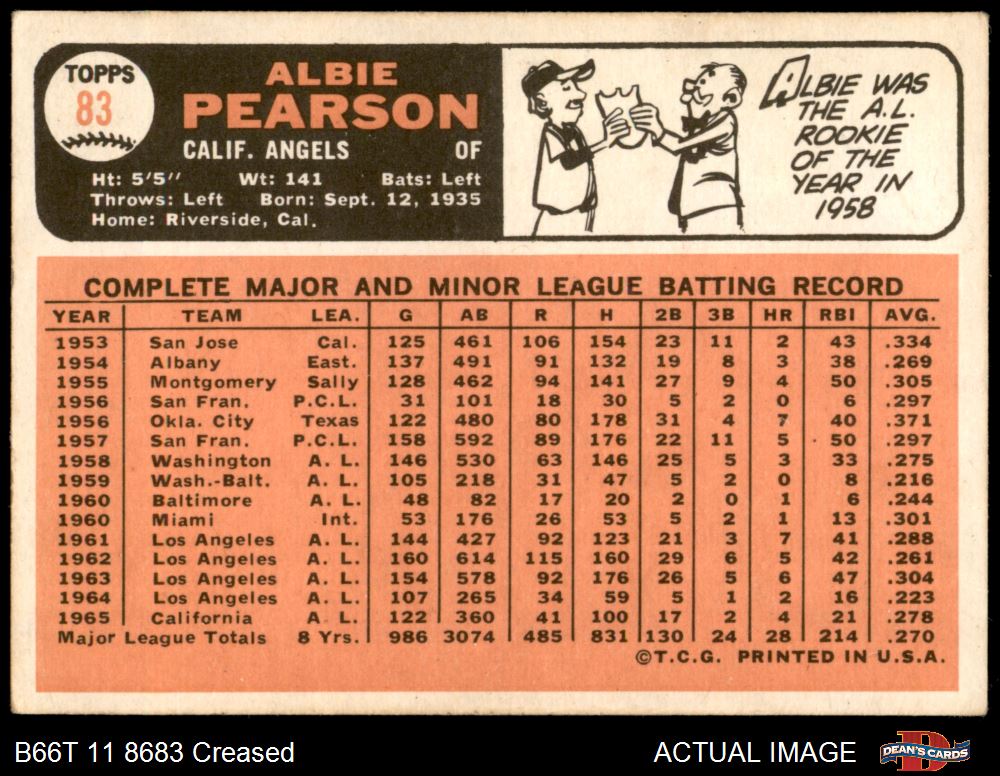 TOPPS
83
ALBIE
PEARSON
CALIF. ANGELS OF
Ht: 5'5" Wt: 141 Bats: Left
Throws: Left Born: Sept. 12, 1935
Home: Riverside, Cal.
ALBIE WAS
THE A.L.
ROOKIE
OF THE
YEAR IN
1958
COMPLETE MAJOR AND MINOR LEAGUE BATTING RECORD
YEAR TEAM LEA. G AB R H 2B 3B HR RBI AVG.
1953 San Jose Cal. 125 461 106 154 23 11 2 43 .334
1954 Albany East. 137 491 91 132 19 8 3 38 .269
1955 Montgomery Sally 128 462 94 141 27 9 4 50 .305
1956 San Fran. P.C.L. 31 101 18 30 5 2 0 6 .297
1956 Okla. City Texas 122 480 80 178 31 4 7 40 .371
1957 San Fran. P.C.L. 158 592 89 176 22 11 5 50 .297
1958 Washington A. L. 146 530 63 146 25 5 3 33 .275
1959 Wash.-Balt. A. L. 105 218 31 47 5 2 0 8 .216
1960 Baltimore A. L. 48 82 17 20 2 0 1 6 .244
1960 Miami Int. 53 176 26 53 5 2 1 13 .301
1961 Los Angeles A. L. 144 427 92 123 21 3 7 41 .288
1962 Los Angeles A. L. 160 614 115 160 29 6 5 42 .261
1963 Los Angeles A. L. 154 578 92 176 26 5 6 47 .304
1964 Los Angeles A. L. 107 265 34 59 5 1 2 16 .223
1965 California A. L. 122 360 41 100 17 2 4 21 .278
Major League Totals 8 Yrs. 986 3074 485 831 130 24 28 214 .270
©T.C.G. PRINTED IN U.S.A.
B66T 11 8683 Creased ACTUAL IMAGE DEAN'S CARDS